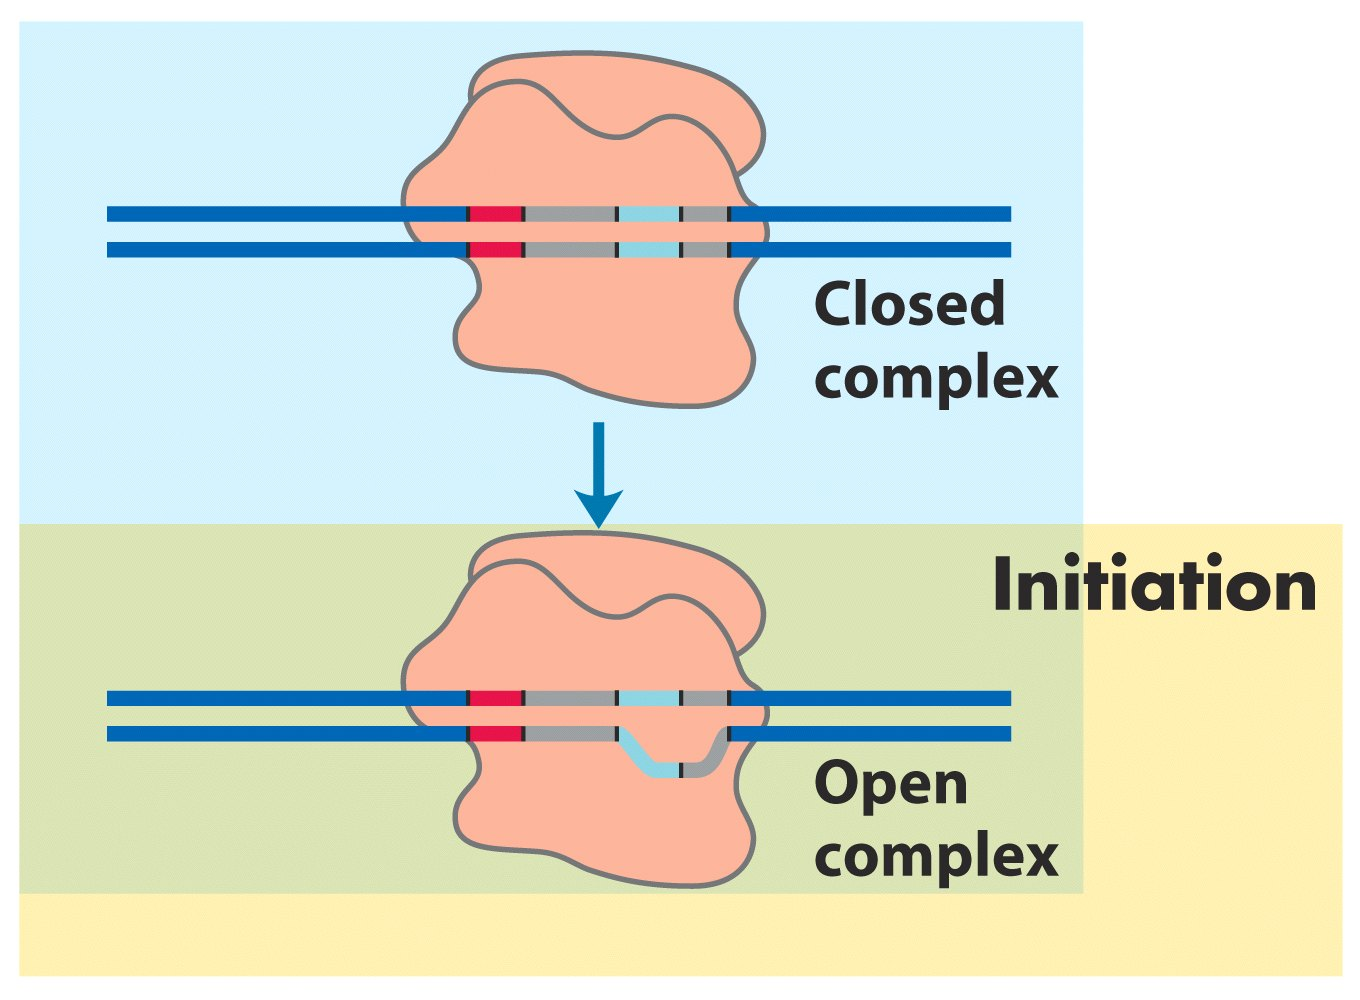 Closed
complex
Initiation
Open
complex